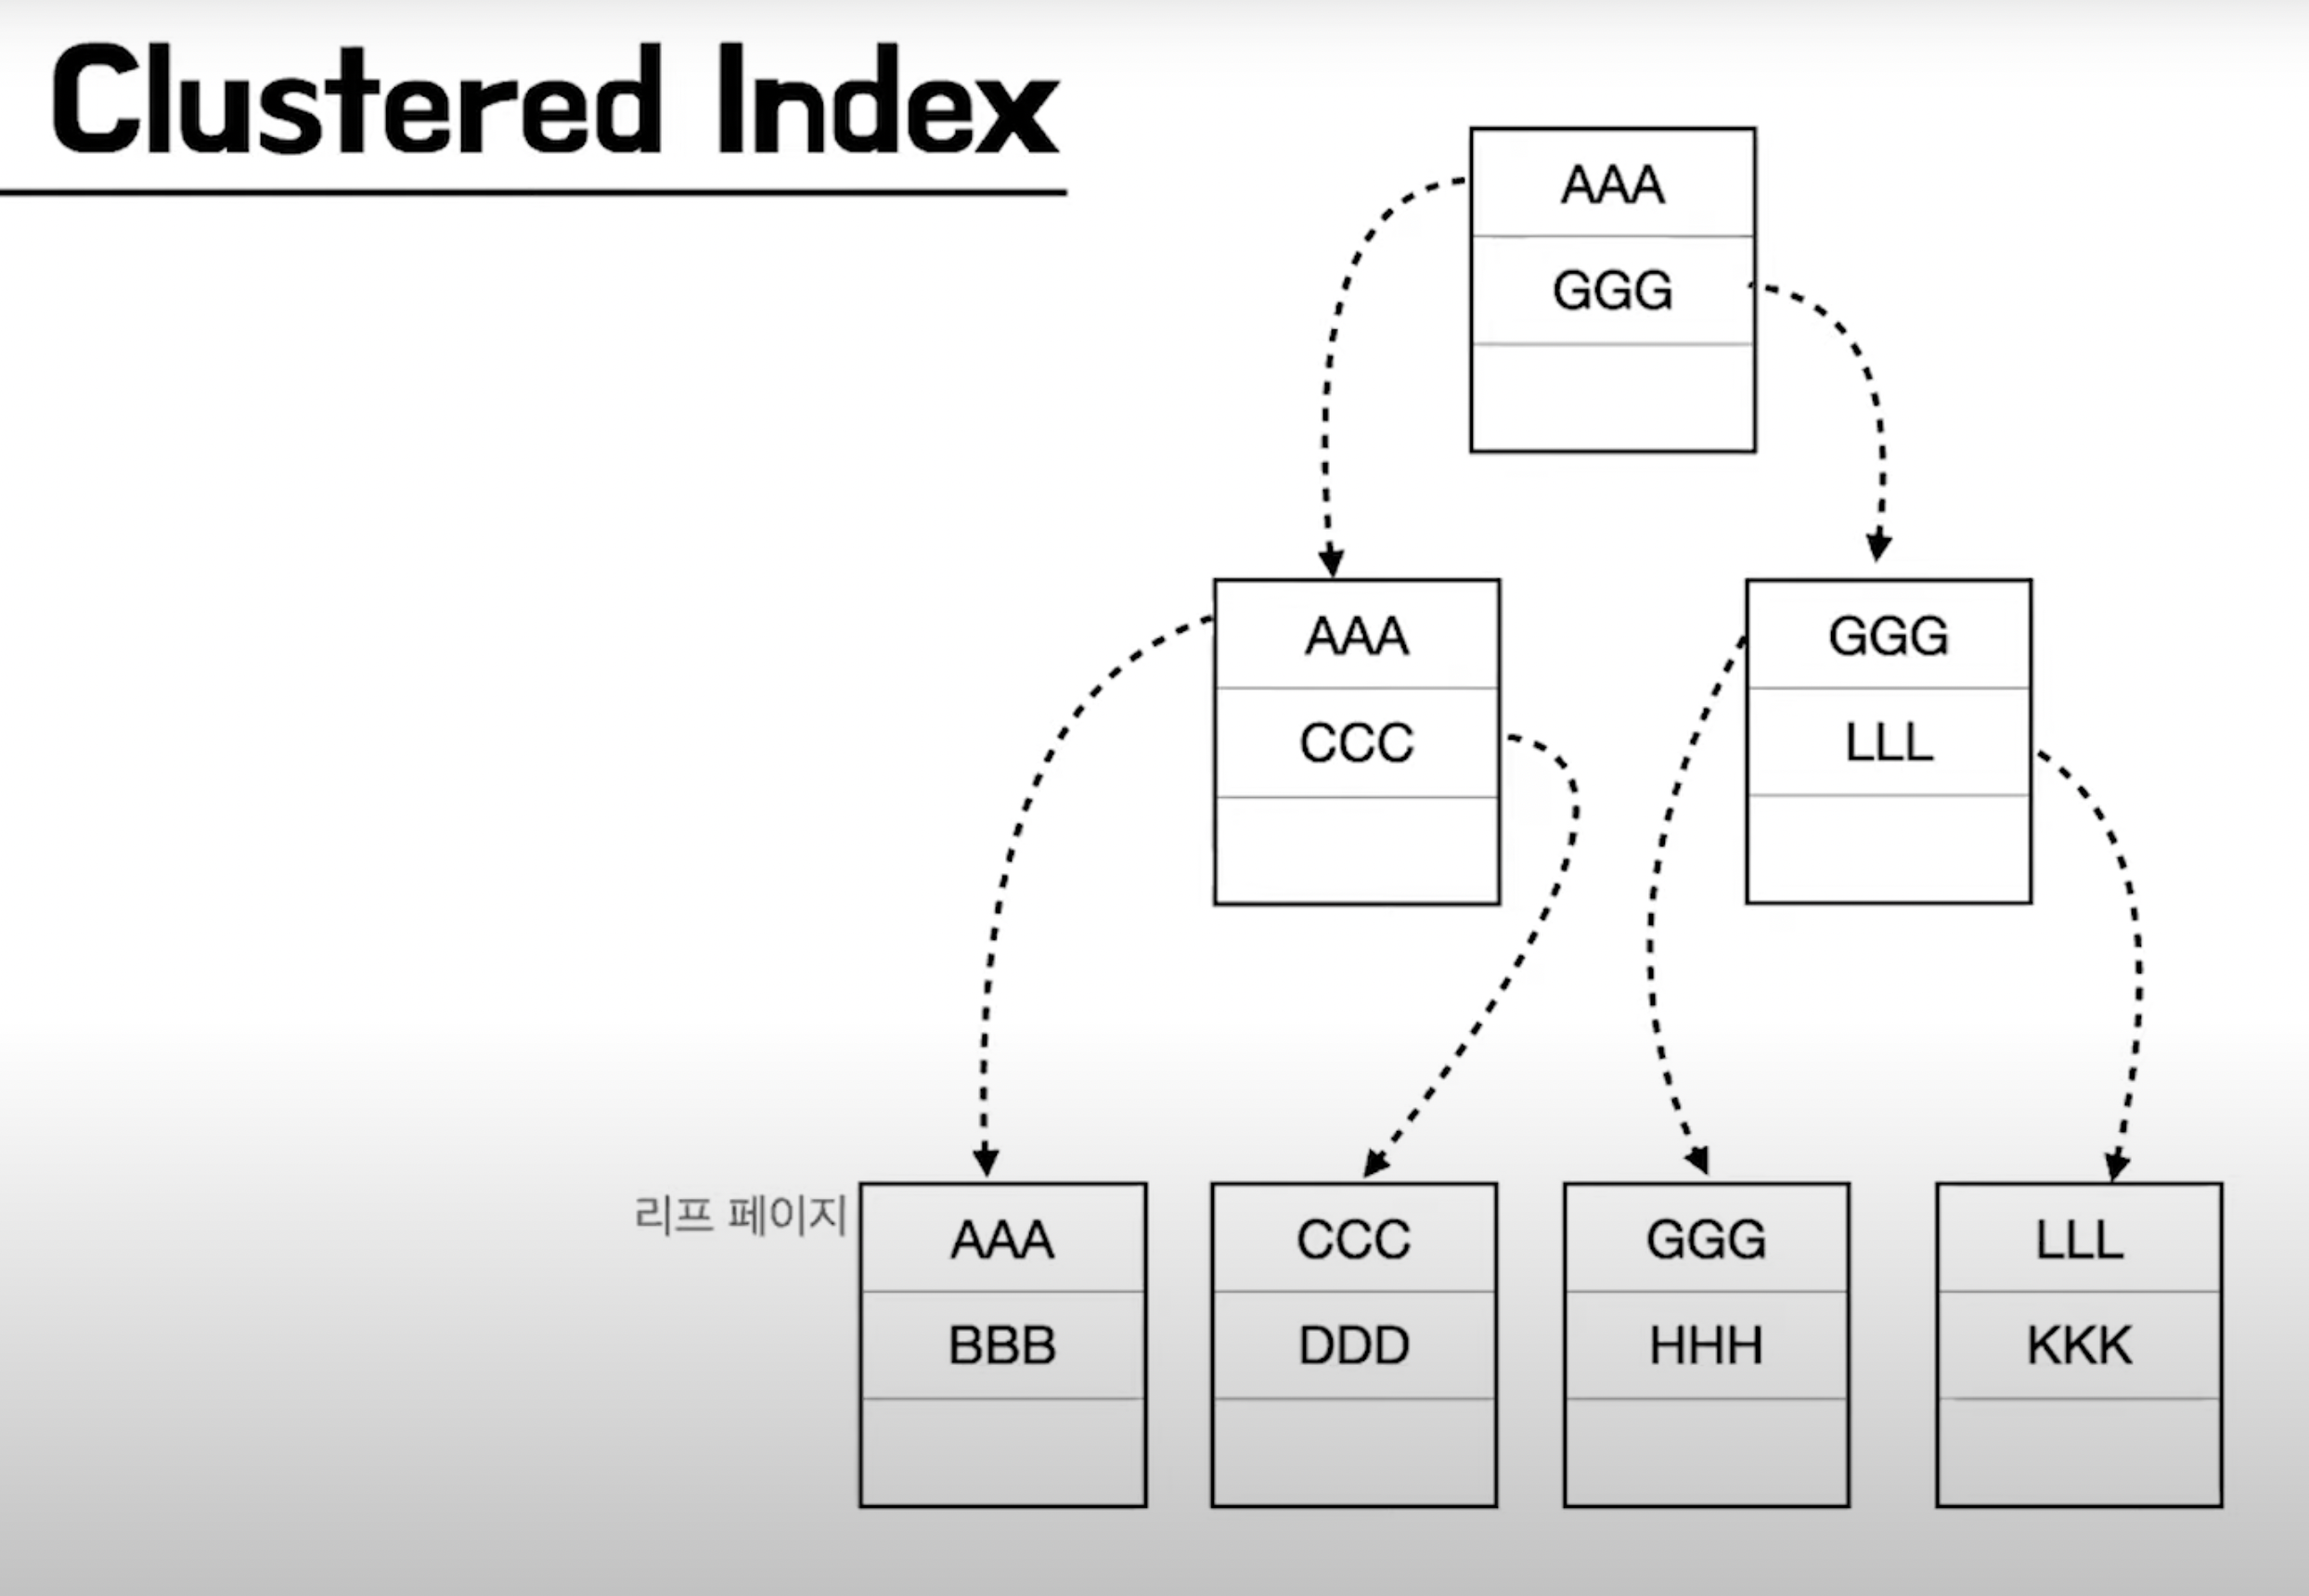 Clustered Index
AAA
GGG
AAA
CCC
GGG
LLL
리프 페이지
AAA
BBB
CCC
DDD
GGG
HHH
LLL
KKK